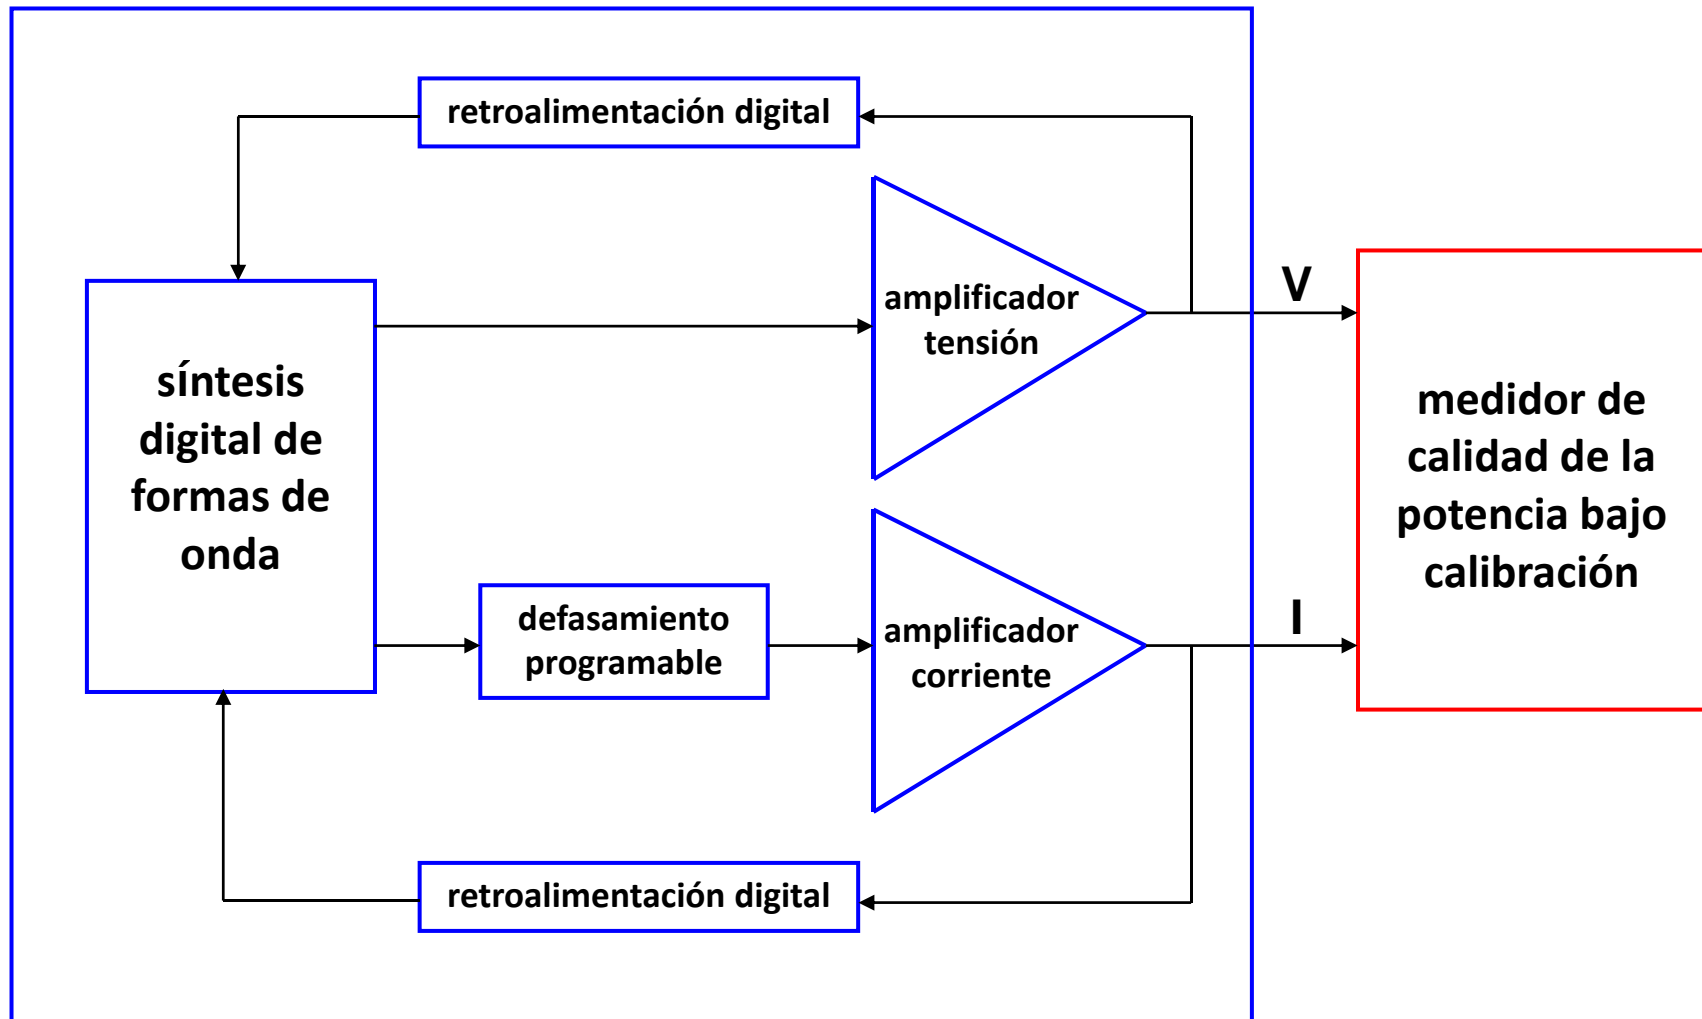 retroalimentación digital
amplificador
tensión
V
síntesis
digital de
formas de
onda
medidor de
calidad de la
potencia bajo
calibración
defasamiento
programable
amplificador
corriente
I
retroalimentación digital